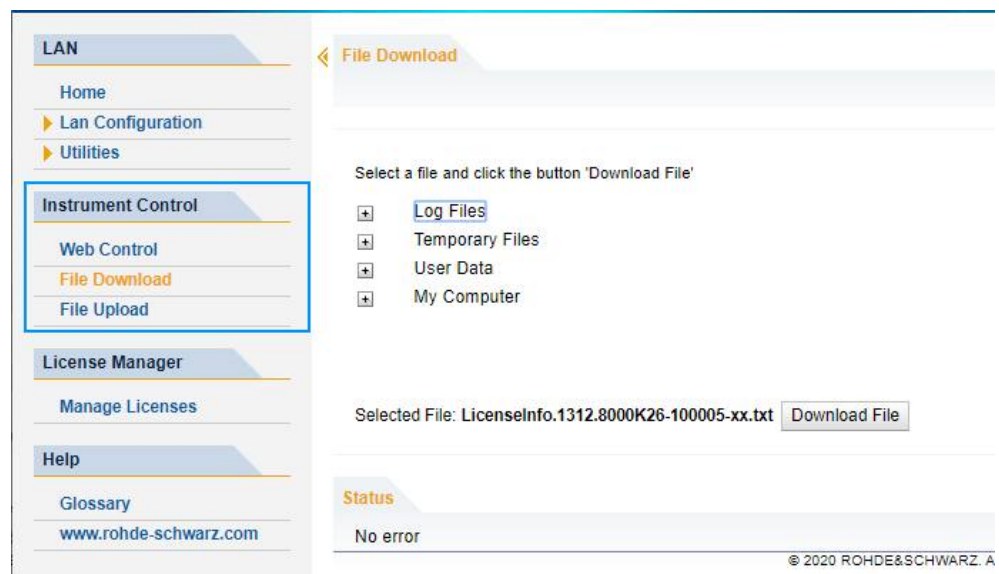 LAN
Home
Lan Configuration
Utilities
Instrument Control
Web Control
File Download
File Upload
License Manager
Manage Licenses
Help
Glossary
www.rohde-schwarz.com
File Download
Select a file and click the button 'Download File'
Log Files
Temporary Files
User Data
My Computer
Selected File: LicenseInfo.1312.8000K26-100005-xx.txt Download File
Status
No error
© 2020 ROHDE&SCHWARZ. A